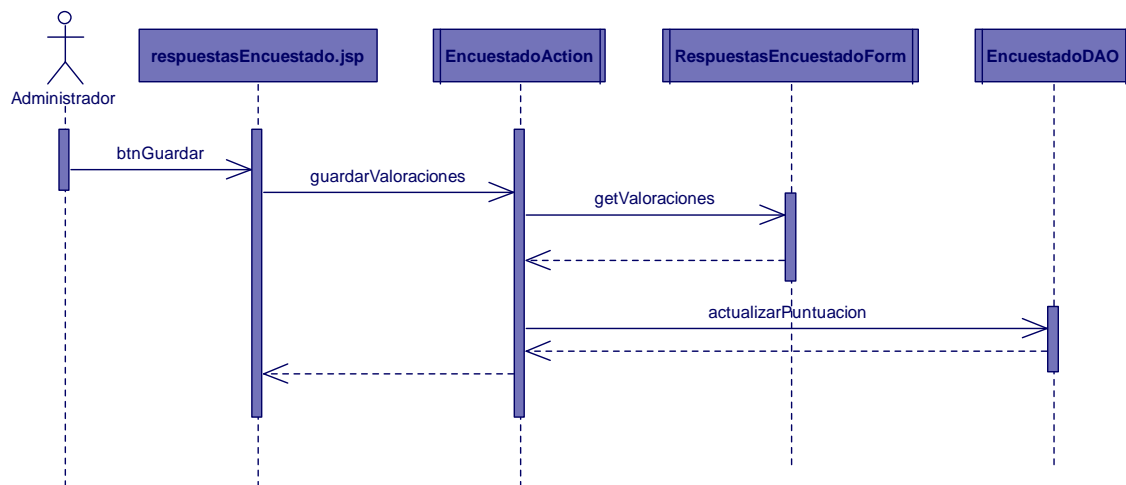 respuestasEncuestado.jsp
EncuestadoAction
RespuestasEncuestadoForm
EncuestadoDAO
Administrador
btnGuardar
guardarValoraciones
getValoraciones
actualizarPuntuacion